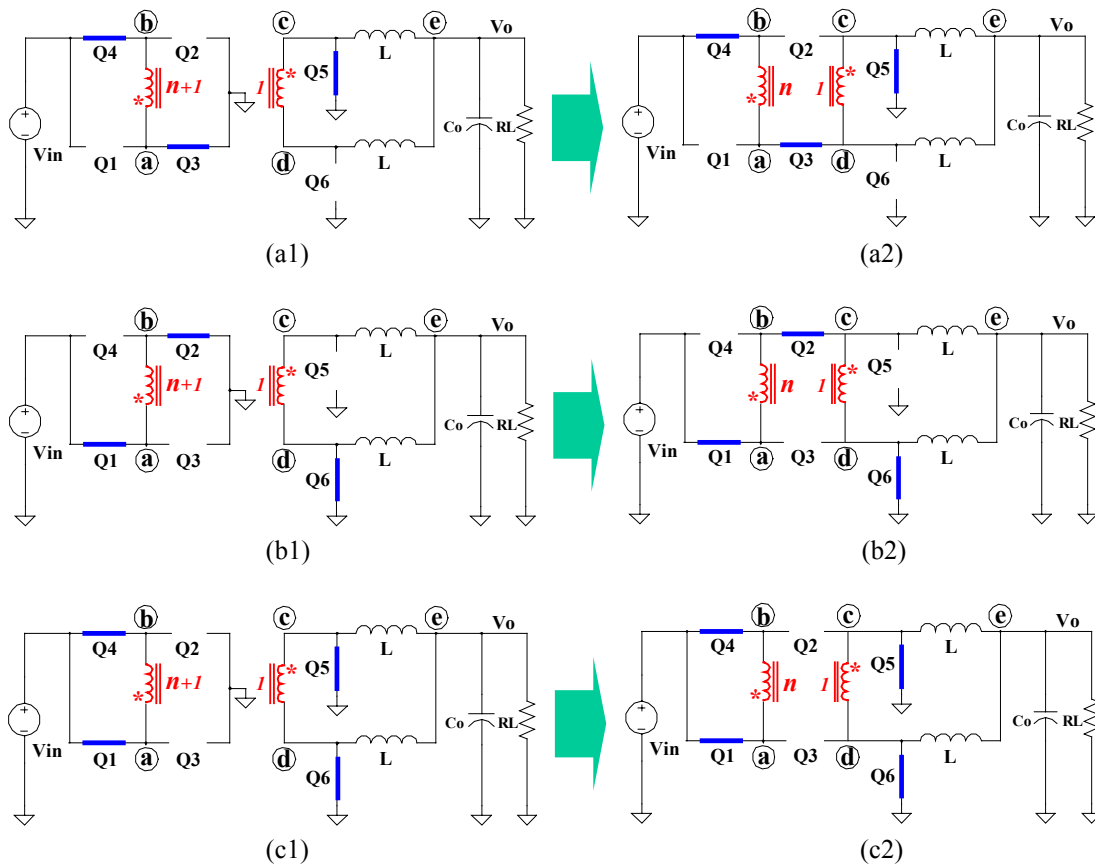 b c e Vo
Q4 Q2 L
n+1 1 Q5
* *
Co RL
Vin Q1 a Q3 d L
Q6
(a1)
b c e Vo
Q4 Q2 L
n 1 Q5
* *
Co RL
Vin Q1 a Q3 d L
Q6
(a2)
b c e Vo
Q4 Q2 L
n+1 1 Q5
* *
Co RL
Vin Q1 a Q3 d L
Q6
(b1)
b c e Vo
Q4 Q2 L
n 1 Q5
* *
Co RL
Vin Q1 a Q3 d L
Q6
(b2)
b c e Vo
Q4 Q2 L
n+1 1 Q5
* *
Co RL
Vin Q1 a Q3 d L
Q6
(c1)
b c e Vo
Q4 Q2 L
n 1 Q5
* *
Co RL
Vin Q1 a Q3 d L
Q6
(c2)